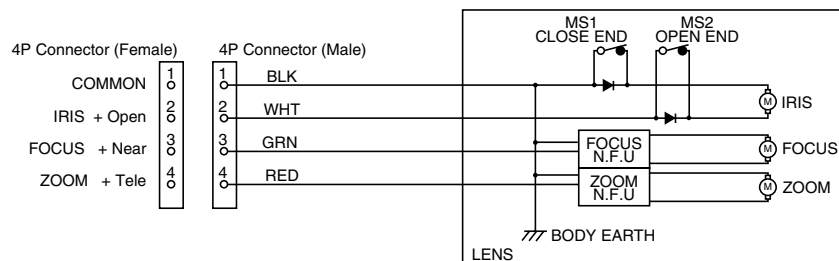 MS1
CLOSE END
MS2
OPEN END
4P Connector (Female)
4P Connector (Male)
COMMON 1 1 BLK
IRIS + Open 2 2 WHT
M IRIS
FOCUS + Near 3 3 GRN
FOCUS
N.F.U
M FOCUS
ZOOM + Tele 4 4 RED
ZOOM
N.F.U
M ZOOM
BODY EARTH
LENS